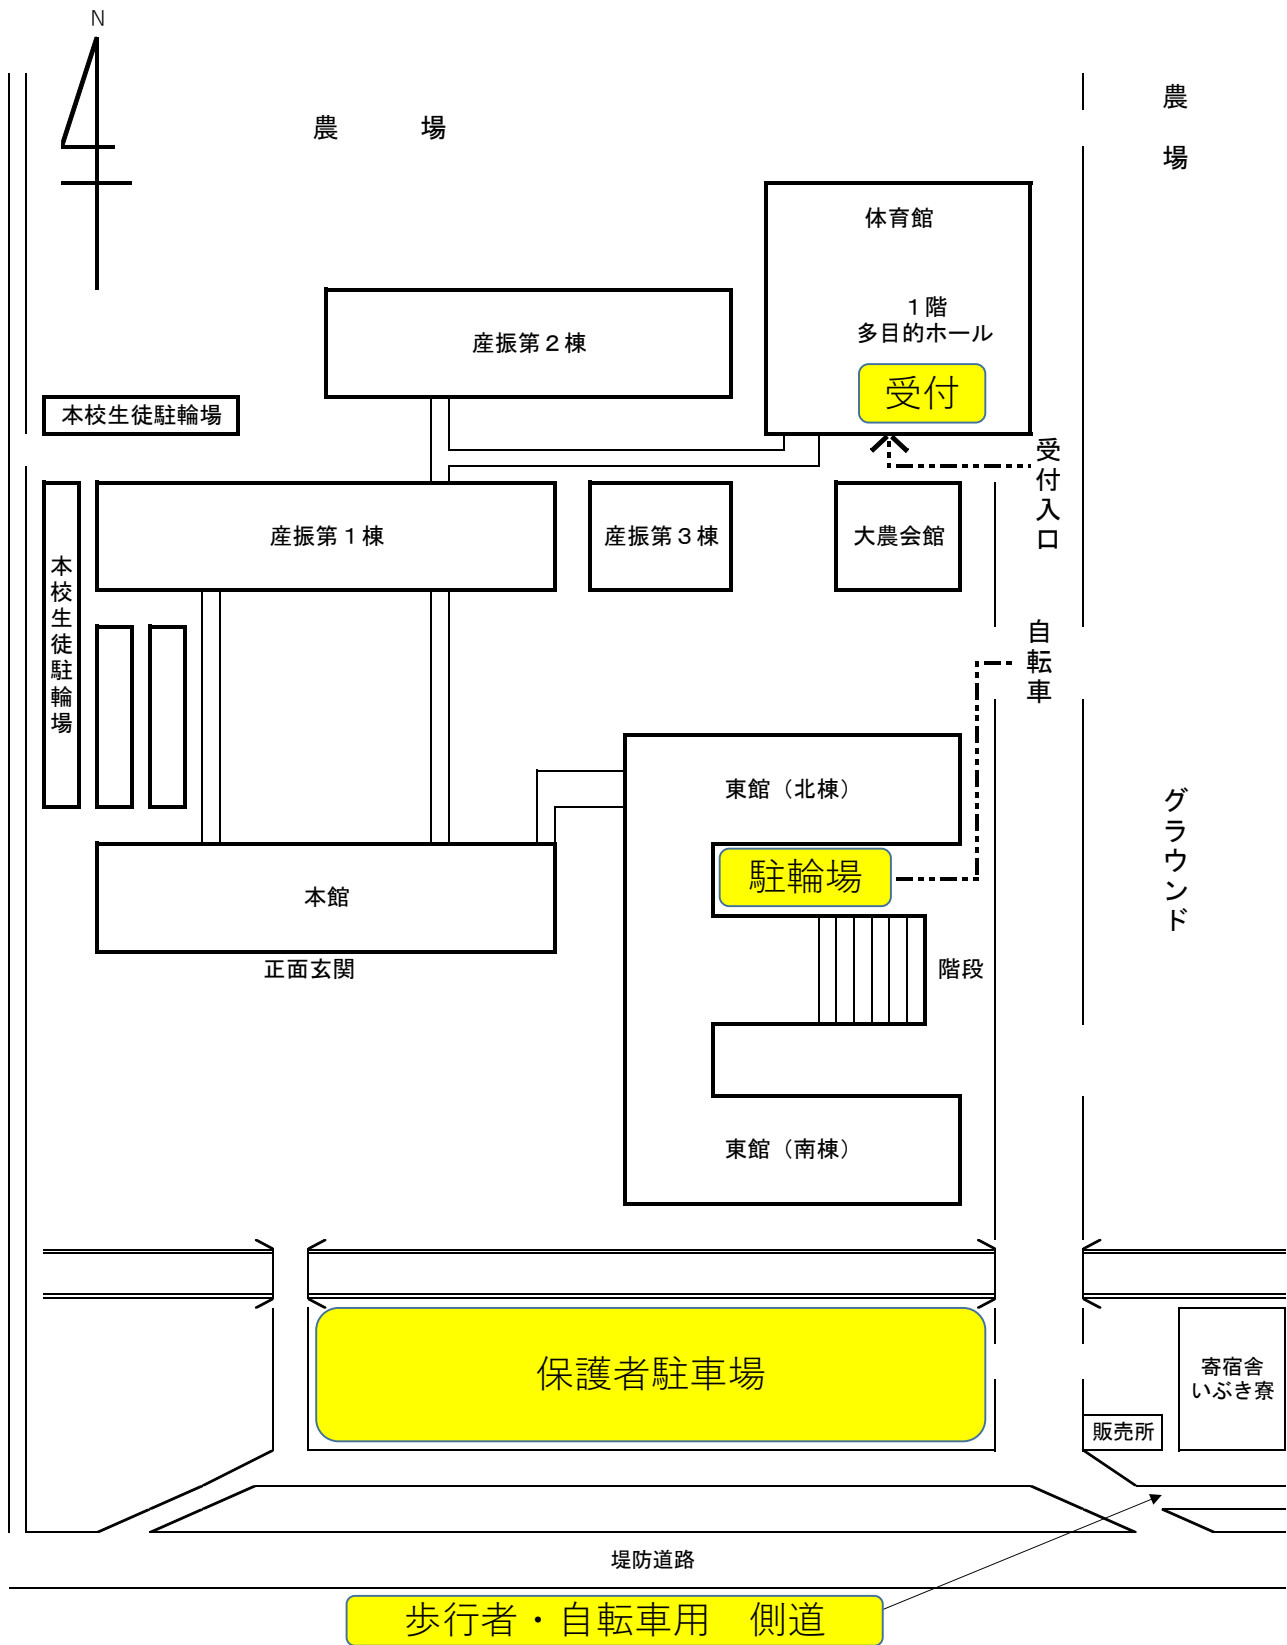 N
農　場
農場
体育館
１階
多目的ホール
受付
産振第２棟
本校生徒駐輪場
受付入口
産振第１棟
産振第３棟
大農会館
本校生徒駐輪場
自転車
東館（北棟）
グラウンド
駐輪場
本館
正面玄関
階段
東館（南棟）
保護者駐車場
寄宿舎
いぶき寮
販売所
堤防道路
歩行者・自転車用　側道